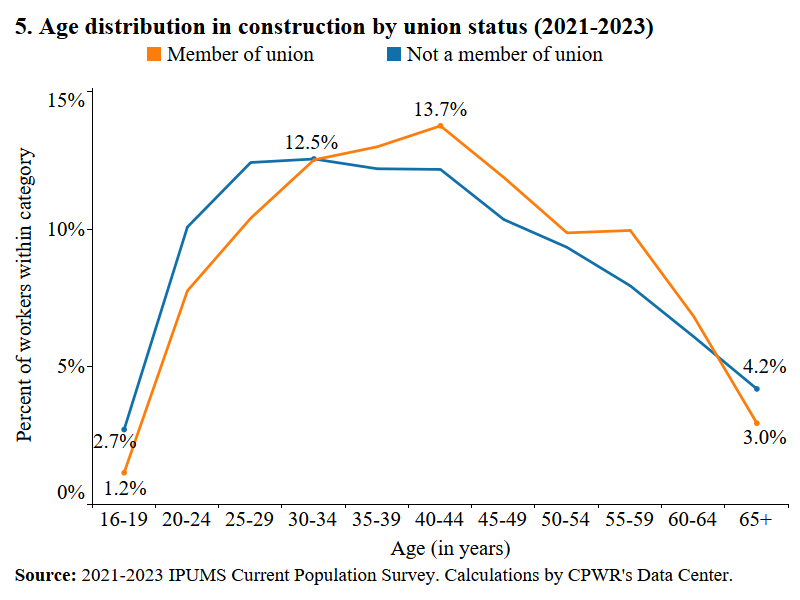 5. Age distribution in construction by union status (2021-2023)
Member of union
Not a member of union
Percent of workers within category
15%
10%
5%
0%
13.7%
12.5%
4.2%
3.0%
2.7%
1.2%
16-19 20-24 25-29 30-34 35-39 40-44 45-49 50-54 55-59 60-64 65+
Age (in years)
Source: 2021-2023 IPUMS Current Population Survey. Calculations by CPWR's Data Center.